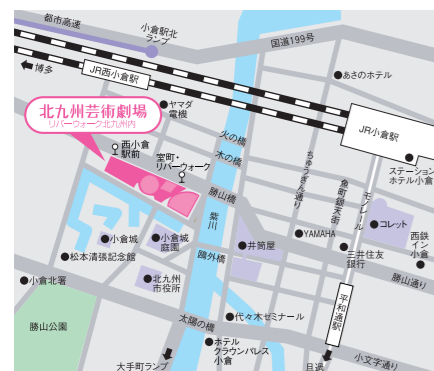 都市高速
小倉駅北
ランプ
国道199号
博多
JR西小倉駅
あさのホテル
北九州芸術劇場
リバーウォーク北九州内
ヤマダ
電機
JR小倉駅
火の橋
木の橋
西小倉
駅前
室町・
リバーウォーク
ステーション
ホテル小倉
ちゅうぎん通り
魚町銀天街
モノレール
勝山橋
紫川
コレット
小倉城
小倉城
庭園
井筒屋
YAMAHA
西鉄
イン小倉
松本清張記念館
鴎外橋
三井住友
銀行
小倉北署
北九州
市役所
勝山通り
平和通駅
勝山公園
太陽の橋
代々木セミナール
ホテル
クラウンパレス
小倉
大手町ランプ
旦過
小文字通り